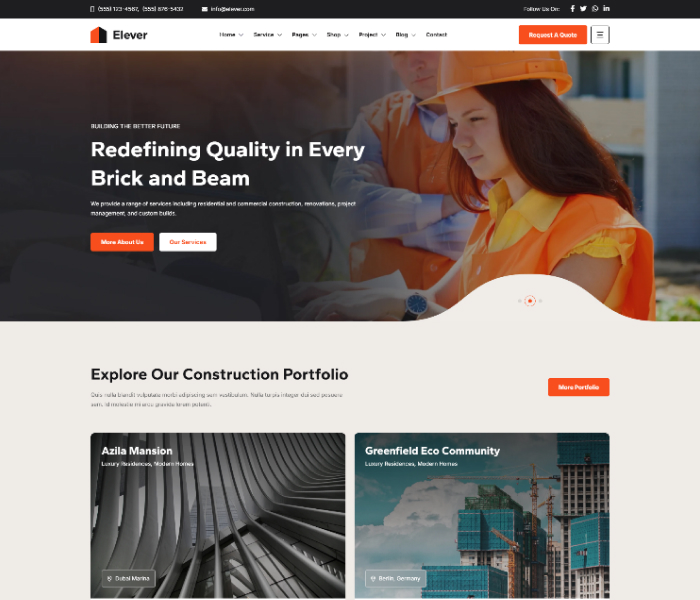 (555) 123-4567, (555) 876-5432
info@elever.com
Follow Us On:
Elever
Home
Service
Pages
Shop
Project
Blog
Contact
Request A Quote
BUILDING THE BETTER FUTURE
Redefining Quality in Every
Brick and Beam
We provide a range of services including residential and commercial construction, renovations, project
management, and custom builds.
More About Us
Our Services
Explore Our Construction Portfolio
Duis nulla blandit vulputate morbi adipiscing sem vestibulum. Nulla turpis integer dui sed posuere
sem. Id molestie mi arcu gravida lorem potenti.
More Portfolio
Azila Mansion
Luxury Residences, Modern Homes
Dubai Marina
Greenfield Eco Community
Luxury Residences, Modern Homes
Berlin, Germany